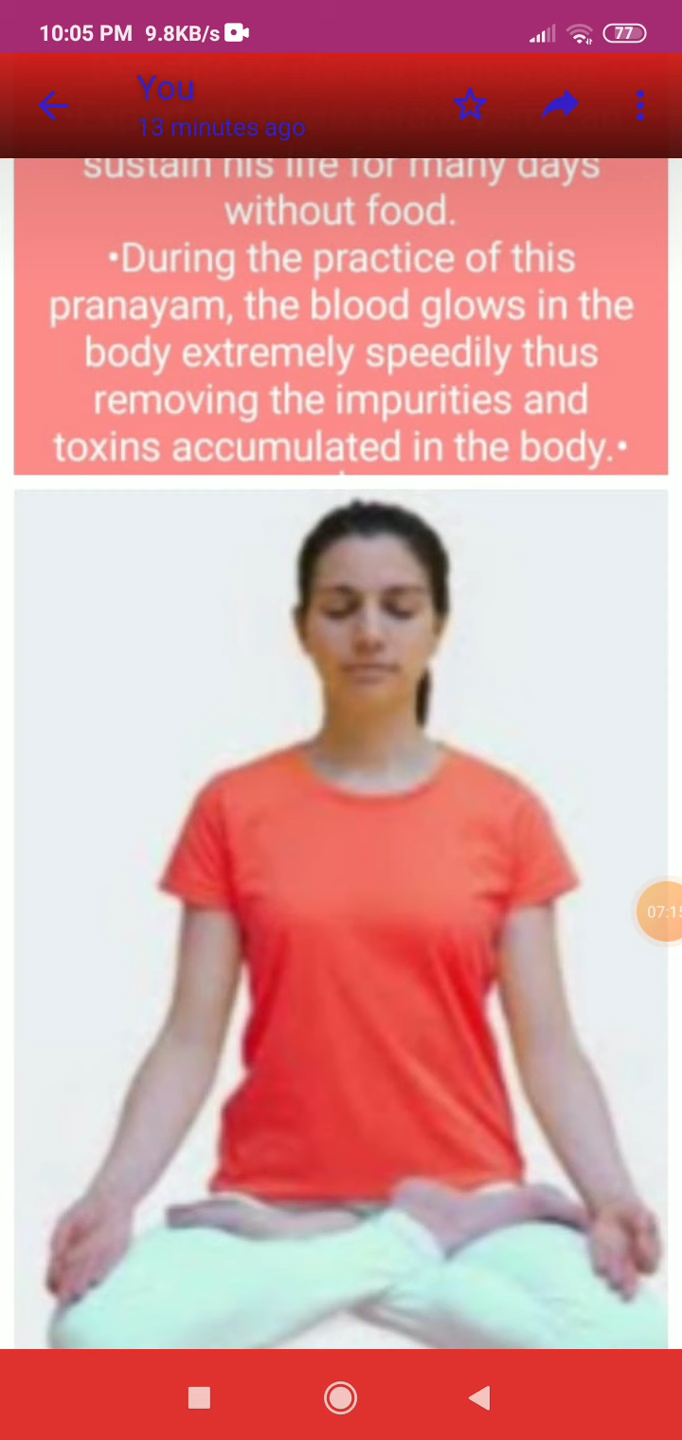 10:05 PM 9.8KB/s
77
You
13 minutes ago
sustain his life for many days
without food.
•During the practice of this
pranayam, the blood glows in the
body extremely speedily thus
removing the impurities and
toxins accumulated in the body.•
07:15